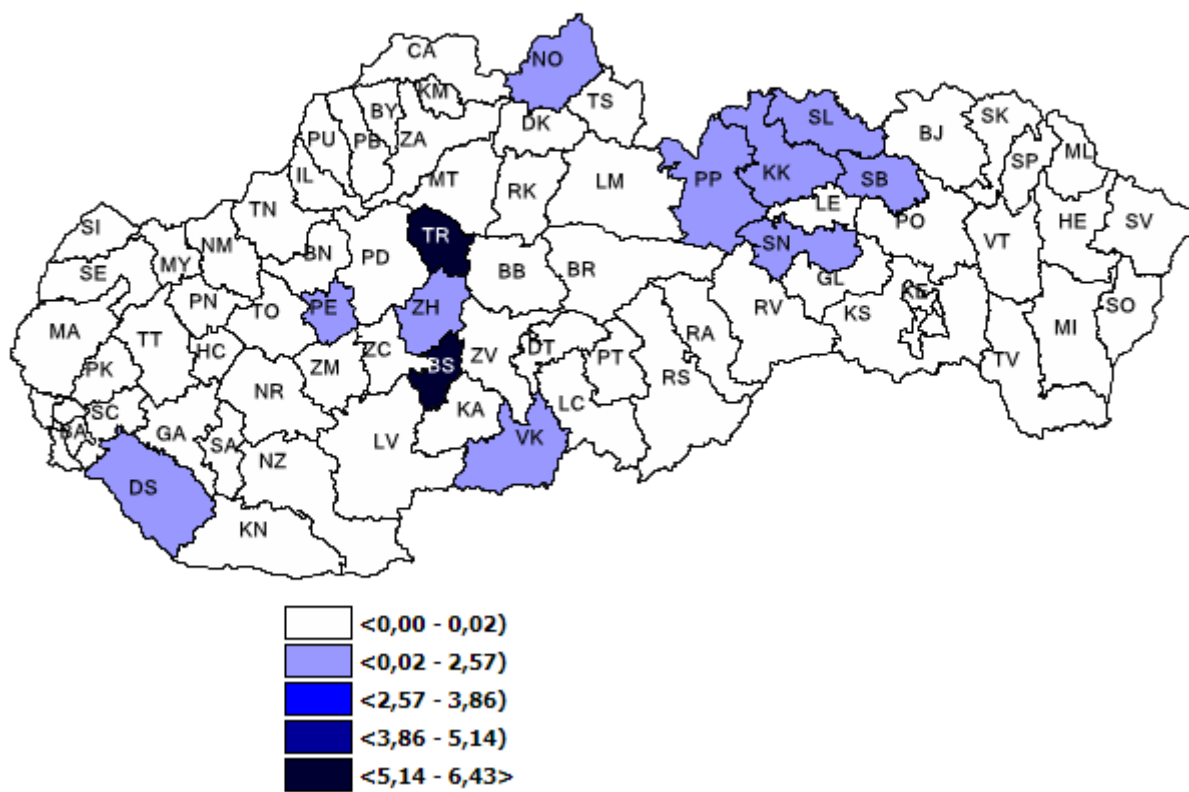 CA
NO
KM
TS
BY
PU
PB
ZA
DK
SL
BJ
SK
SP
ML
IL
MT
RK
LM
PP
KK
SB
LE
TN
SI
NM
TR
PO
HE
SV
VT
SE
MY
BN
PD
BB
BR
SN
GL
PN
TO
PE
ZH
RV
KS
SO
MA
TT
HC
ZC
BS
ZV
DT
PT
RA
MI
TV
PK
ZM
RS
NR
SC
KA
LC
BA
GA
SA
NZ
LV
VK
DS
KN
<0,00 - 0,02)
<0,02 - 2,57)
<2,57 - 3,86)
<3,86 - 5,14)
<5,14 - 6,43>